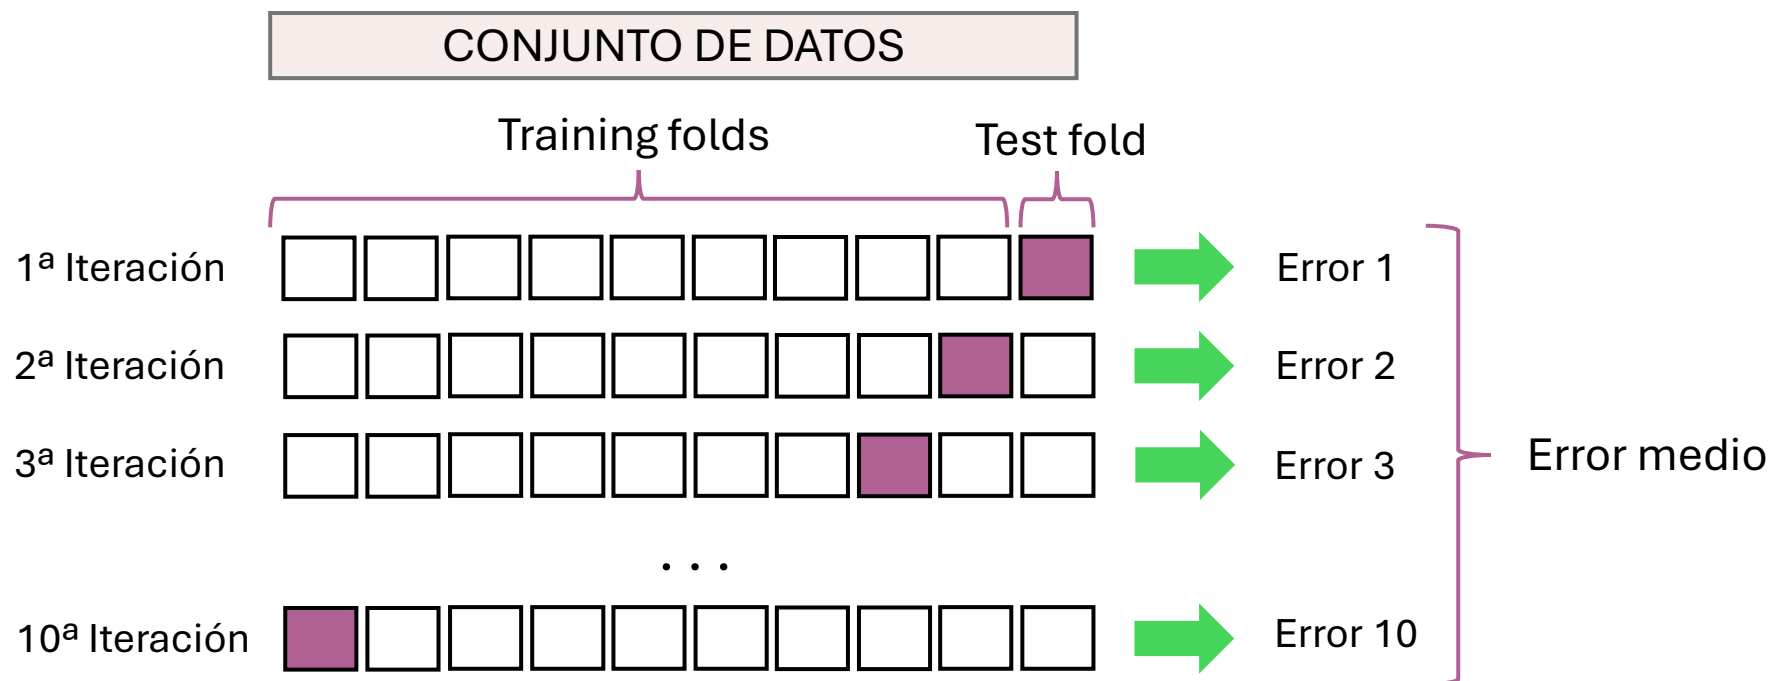 CONJUNTO DE DATOS
Training folds
Test fold
1ª Iteración
Error 1
2ª Iteración
Error 2
3ª Iteración
Error 3
Error medio
. . .
10ª Iteración
Error 10